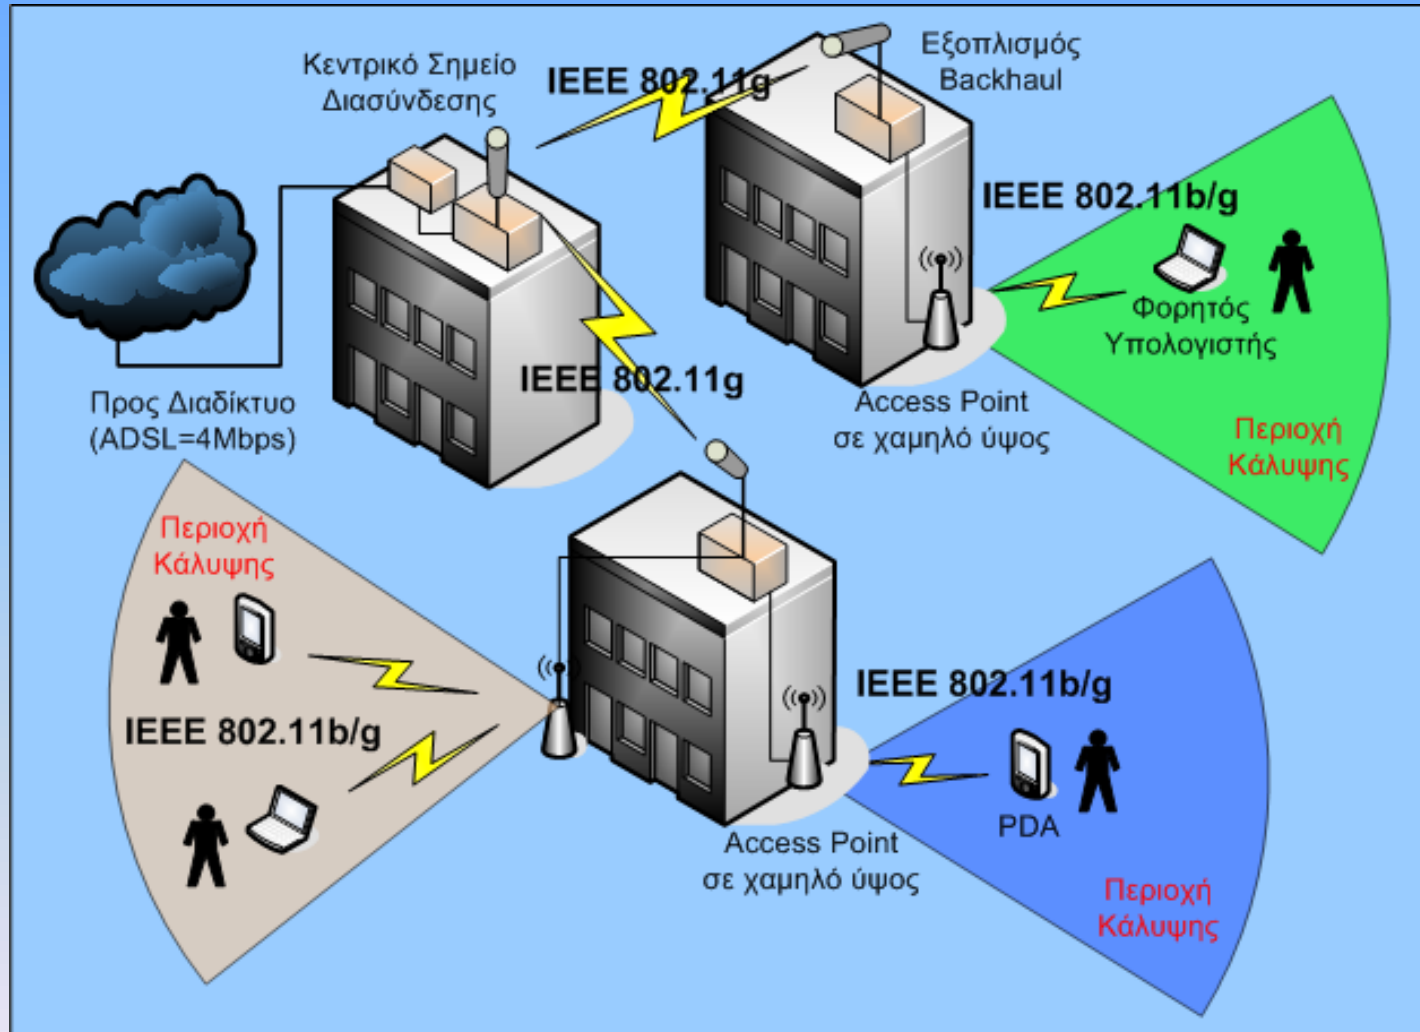 Κεντρικό Σημείο
Διασύνδεσης
IEEE 802.11g
Εξοπλισμός
Backhaul
IEEE 802.11b/g
Φορητός
Υπολογιστής
IEEE 802.11g
Προς Διαδίκτυο
(ADSL=4Mbps)
Access Point
σε χαμηλό ύψος
Περιοχή
Κάλυψης
Περιοχή
Κάλυψης
IEEE 802.11b/g
IEEE 802.11b/g
PDA
Access Point
σε χαμηλό ύψος
Περιοχή
Κάλυψης